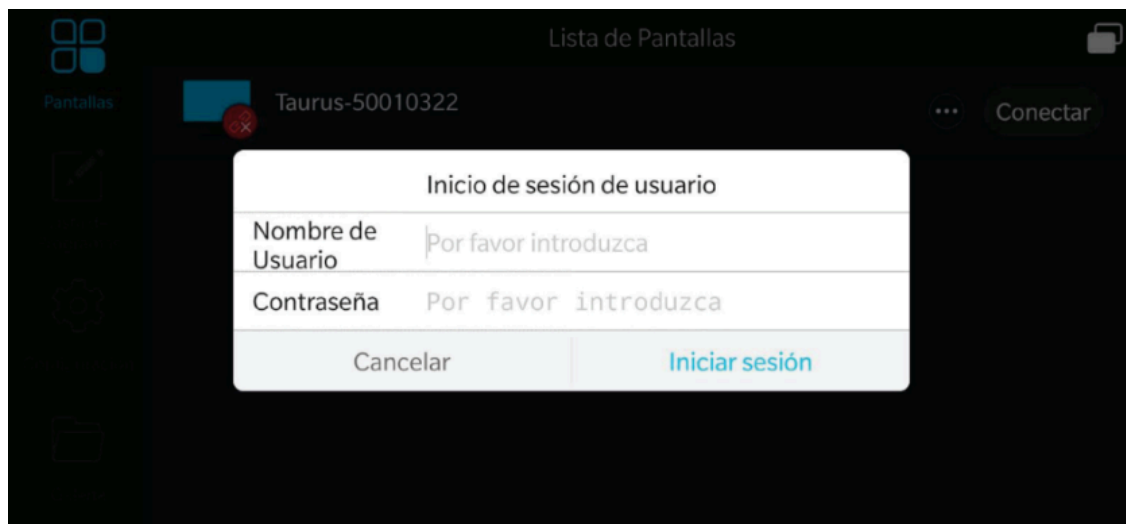 Lista de Pantallas
Pantallas
Taurus-50010322
Conectar
Inicio de sesión de usuario
Nombre de
Usuario
Por favor introduzca
Contraseña
Por favor introduzca
Cancelar
Iniciar sesión